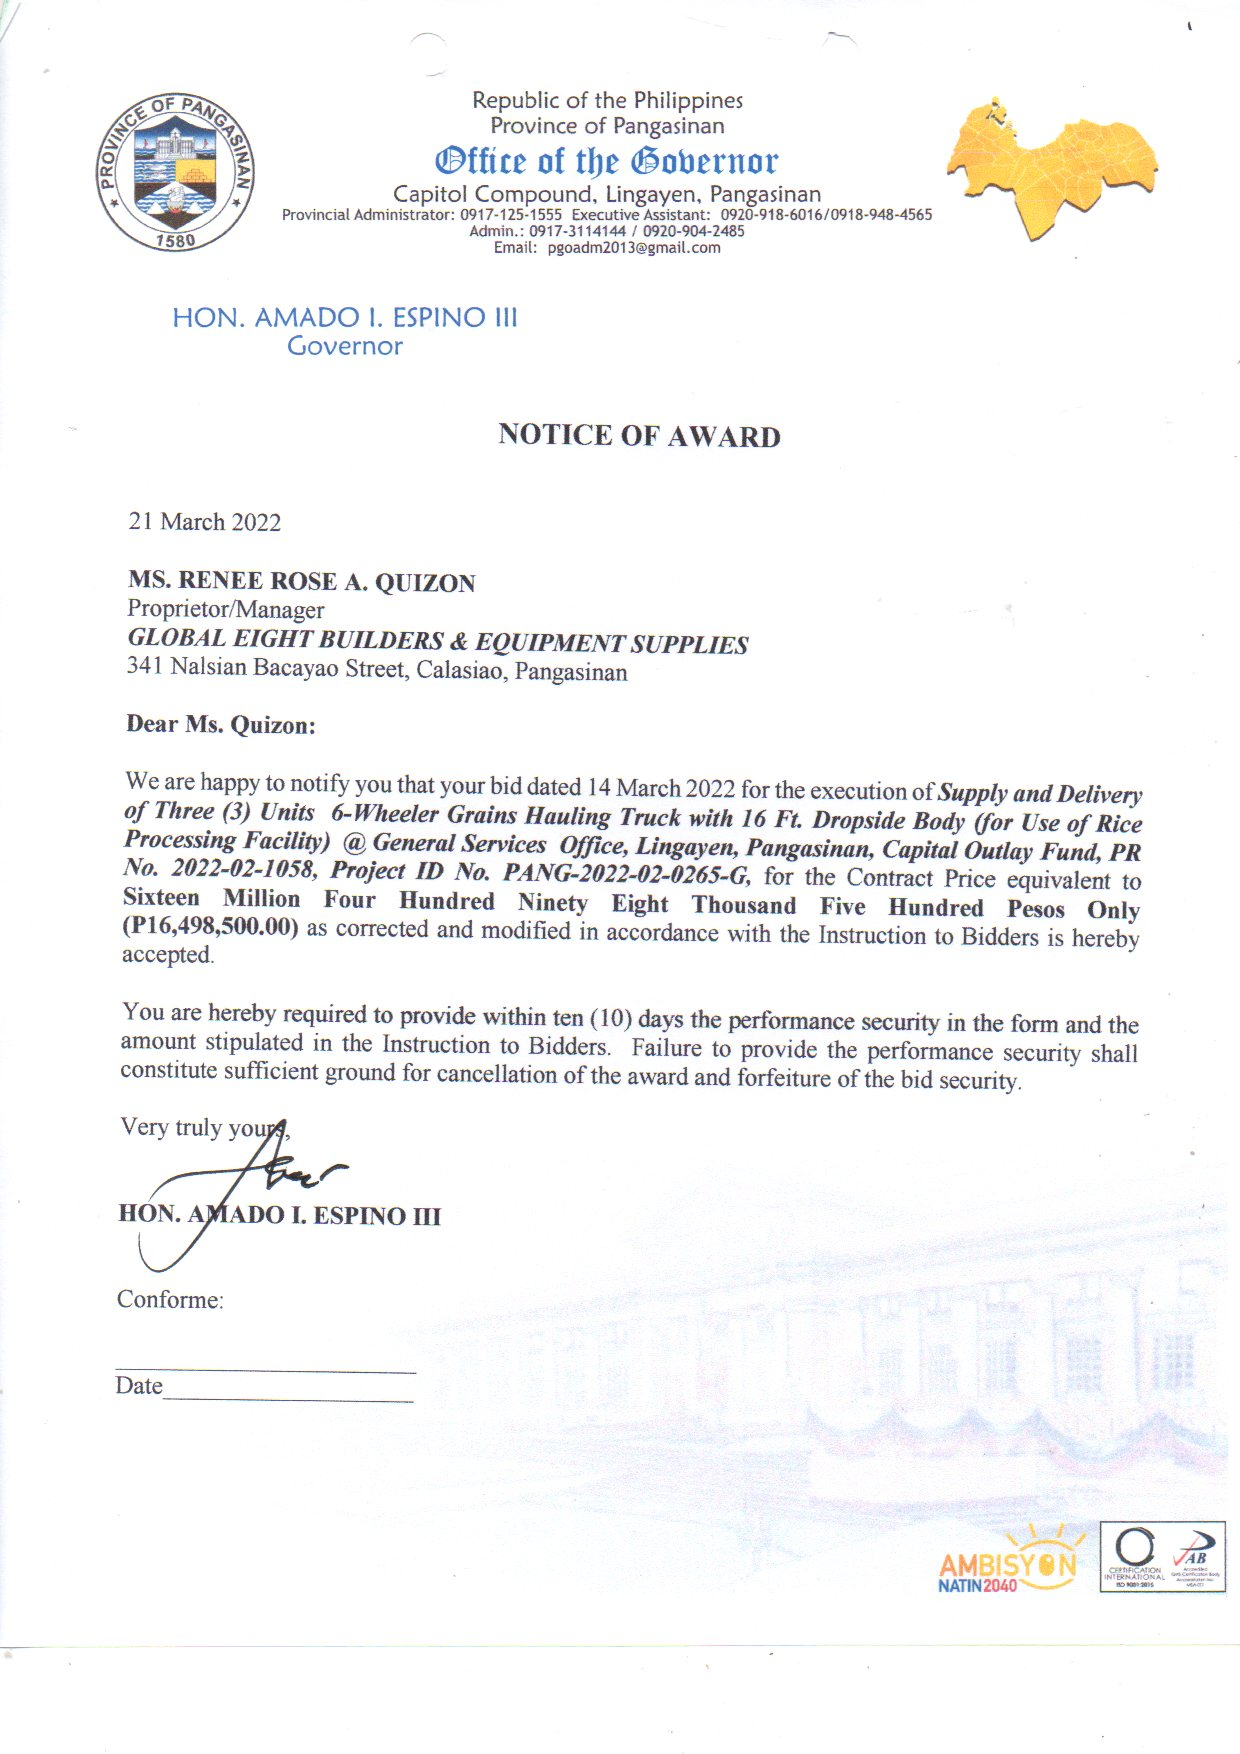 PROVINCE OF PANGASINAN
1580
Republic of the Philippines
Province of Pangasinan
Office of the Governor
Capitol Compound, Lingayen, Pangasinan
Provincial Administrator: 0917-125-1555 Executive Assistant: 0920-918-6016/0918-948-4565
Admin.: 0917-3114144 / 0920-904-2485
Email: pgoadm2013@gmail.com
HON. AMADO I. ESPINO III
Governor
NOTICE OF AWARD
21 March 2022
MS. RENEE ROSE A. QUIZON
Proprietor/Manager
GLOBAL EIGHT BUILDERS & EQUIPMENT SUPPLIES
341 Nalsian Bacayao Street, Calasiao, Pangasinan
Dear Ms. Quizon:
We are happy to notify you that your bid dated 14 March 2022 for the execution of Supply and Delivery
of Three (3) Units 6-Wheeler Grains Hauling Truck with 16 Ft. Dropside Body (for Use of Rice
Processing Facility) @ General Services Office, Lingayen, Pangasinan, Capital Outlay Fund, PR
No. 2022-02-1058, Project ID No. PANG-2022-02-0265-G, for the Contract Price equivalent to
Sixteen Million Four Hundred Ninety Eight Thousand Five Hundred Pesos Only
(P16,498,500.00) as corrected and modified in accordance with the Instruction to Bidders is hereby
accepted.
You are hereby required to provide within ten (10) days the performance security in the form and the
amount stipulated in the Instruction to Bidders. Failure to provide the performance security shall
constitute sufficient ground for cancellation of the award and forfeiture of the bid security.
Very truly yours,
HON. AMADO I. ESPINO III
Conforme:
Date
AMBISYON
NATIN 2040
CERTIFICATION
INTERNATIONAL
ISO 9001:2015
PAB
Accredited